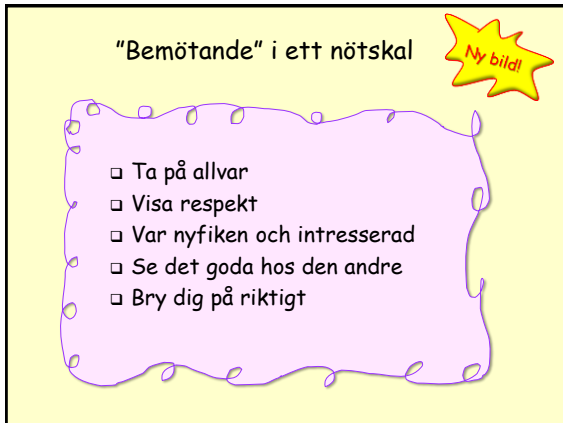 ”Bemötande” i ett nötskal
Ny bild!
❑ Ta på allvar
❑ Visa respekt
❑ Var nyfiken och intresserad
❑ Se det goda hos den andre
❑ Bry dig på riktigt